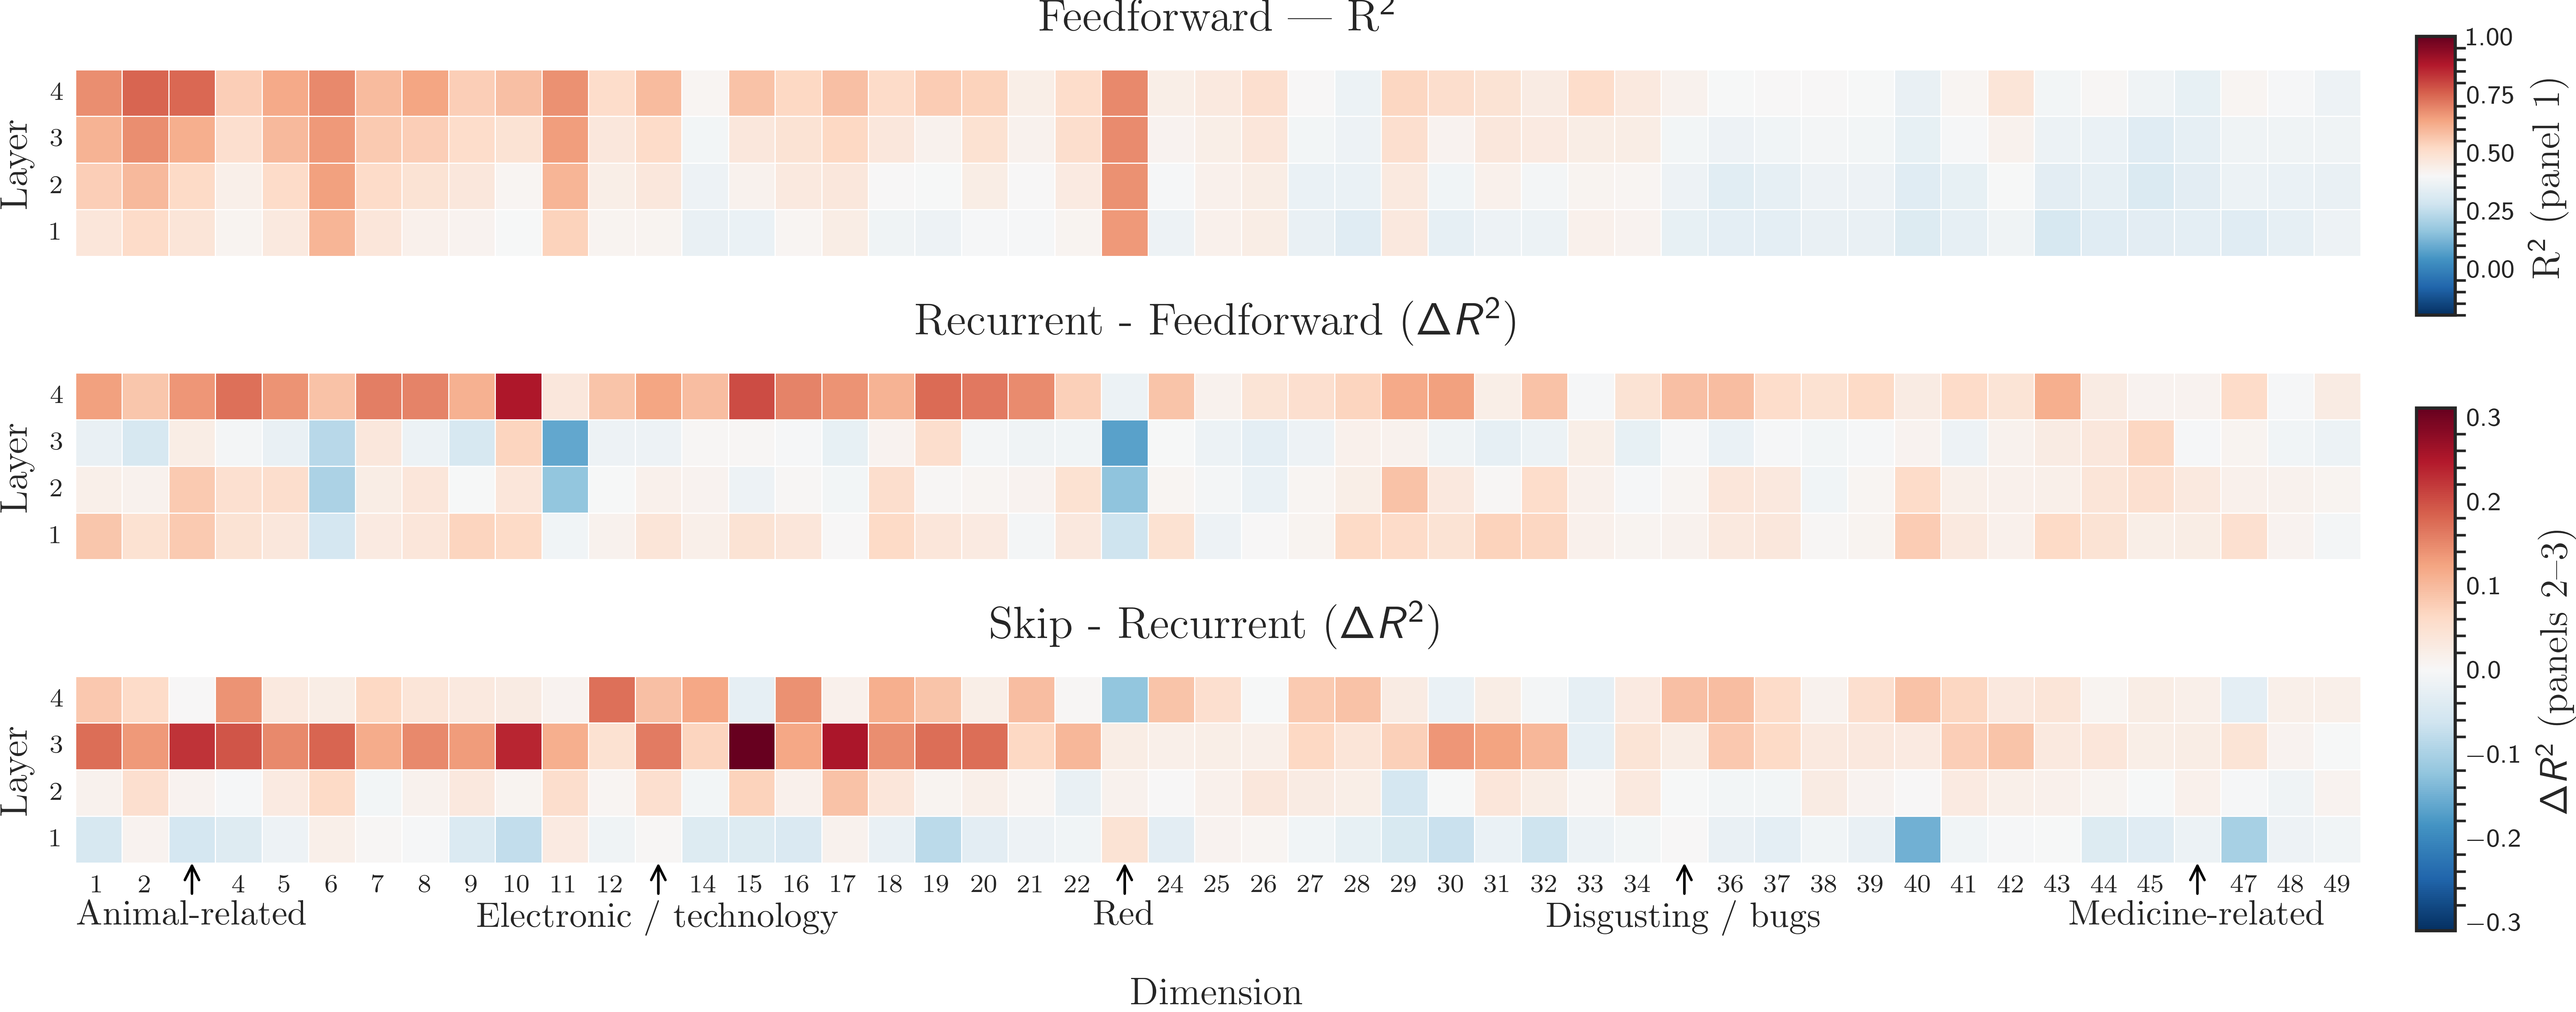 Feedforward — R²
Layer
4
3
2
1
1.00
0.75
0.50
0.25
0.00
R² (panel 1)
Recurrent - Feedforward (ΔR²)
Layer
4
3
2
1
Skip - Recurrent (ΔR²)
Layer
4
3
2
1
0.3
0.2
0.1
0.0
−0.1
−0.2
−0.3
ΔR² (panels 2–3)
1 2 4 5 6 7 8 9 10 11 12 14 15 16 17 18 19 20 21 22 24 25 26 27 28 29 30 31 32 33 34 36 37 38 39 40 41 42 43 44 45 47 48 49
Animal-related Electronic / technology Red Disgusting / bugs Medicine-related
Dimension